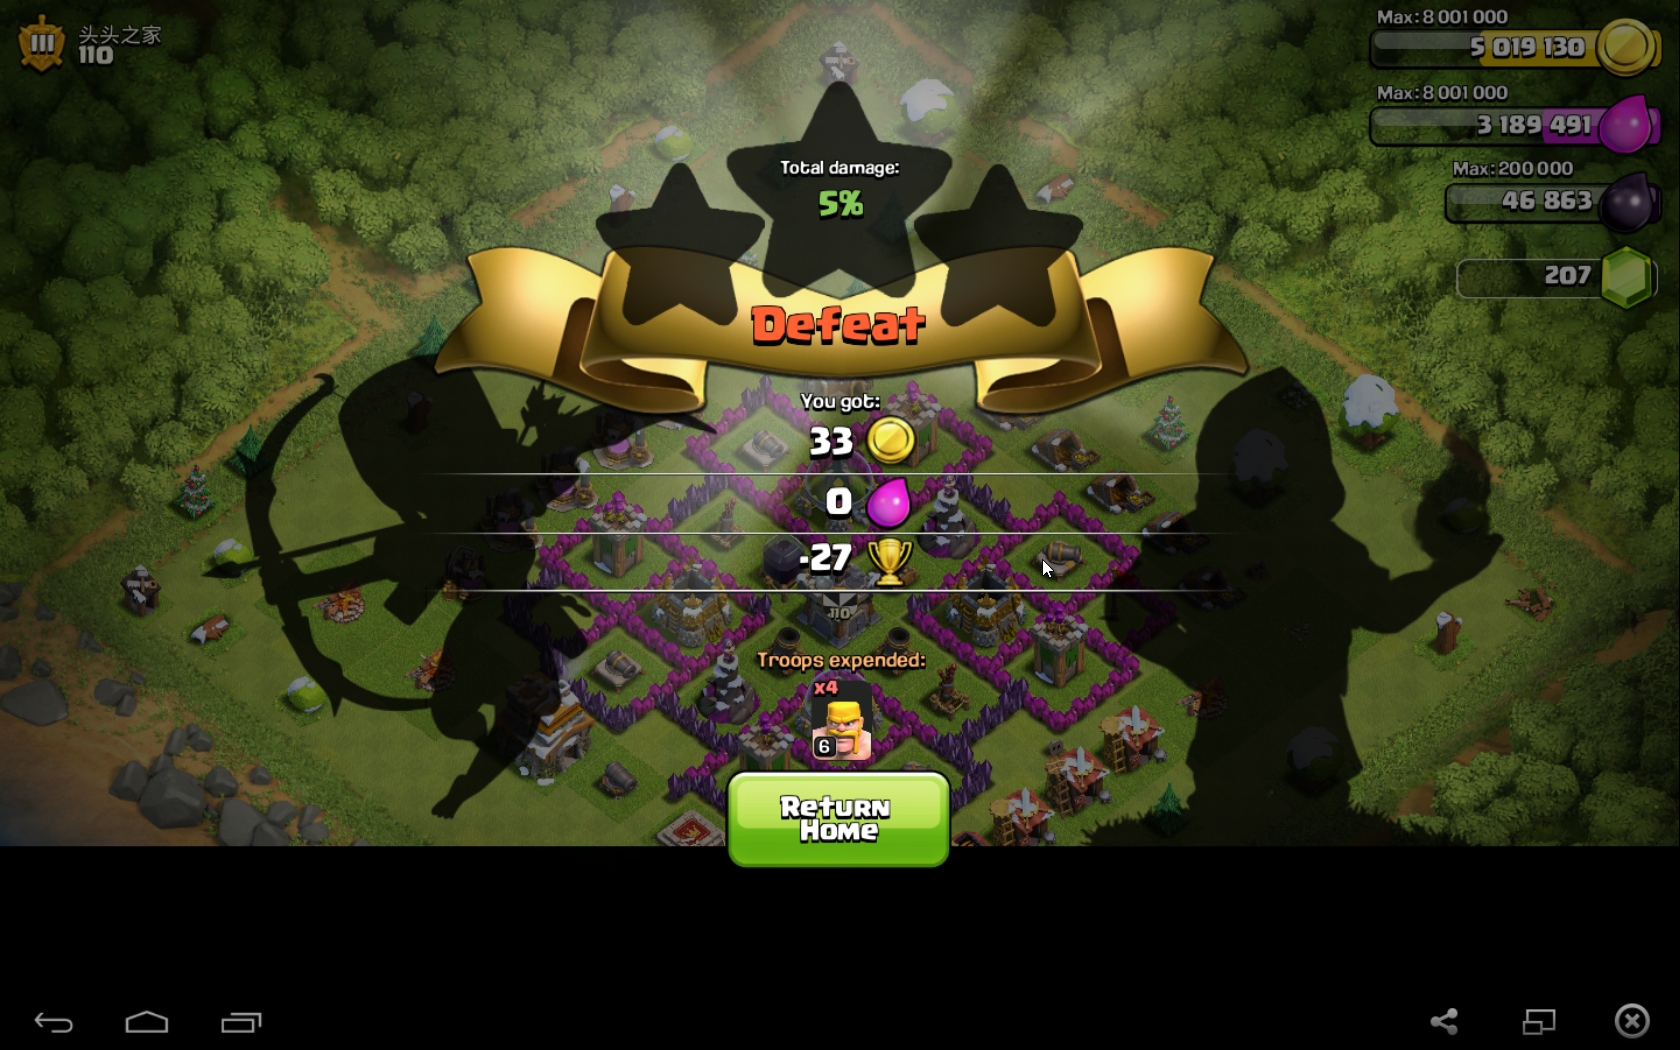 头头之家
110
Max: 8 001 000
5 019 130
Max: 8 001 000
3 189 491
Max: 200 000
46 863
207
Total damage:
5%
Defeat
You got:
33
0
-27
110
Troops expended:
x4
6
Return
Home